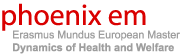 phoenix em
Erasmus Mundus European Master
Dynamics of Health and Welfare